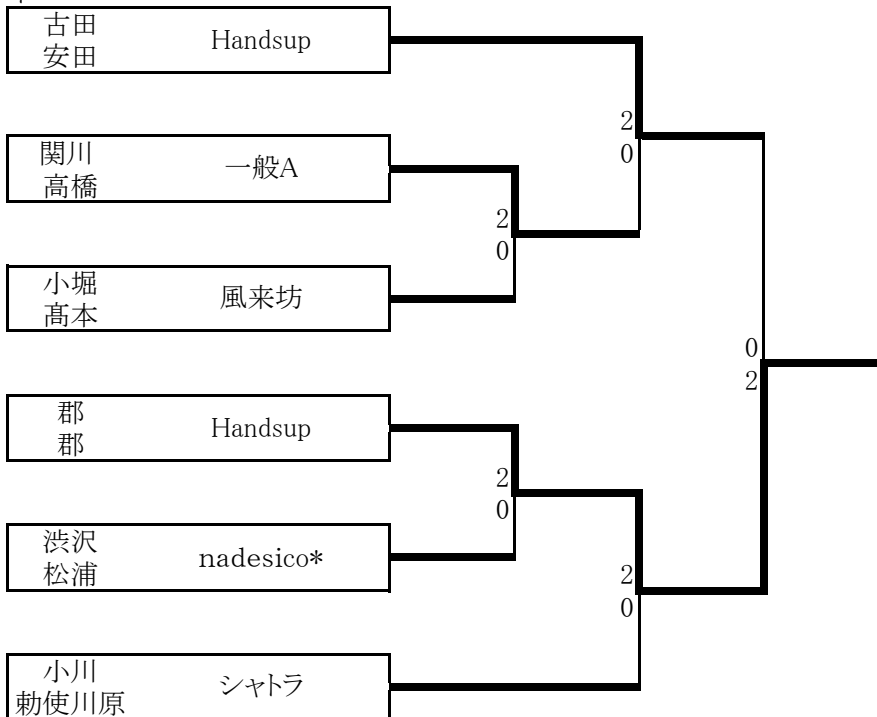 古田
安田
Handsup
2
0
関川
高橋
一般A
2
0
小堀
髙本
風来坊
0
2
郡
郡
Handsup
2
0
渋沢
松浦
nadesico*
2
0
小川
勅使川原
シャトラ